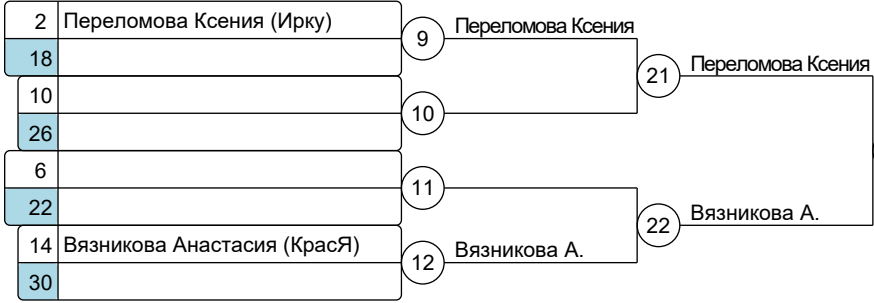 2 Переломова Ксения (Ирку)
18
10
26
6
22
14 Вязникова Анастасия (КрасЯ)
30
9 Переломова Ксения
10
11
12 Вязникова А.
21 Переломова Ксения
22 Вязникова А.